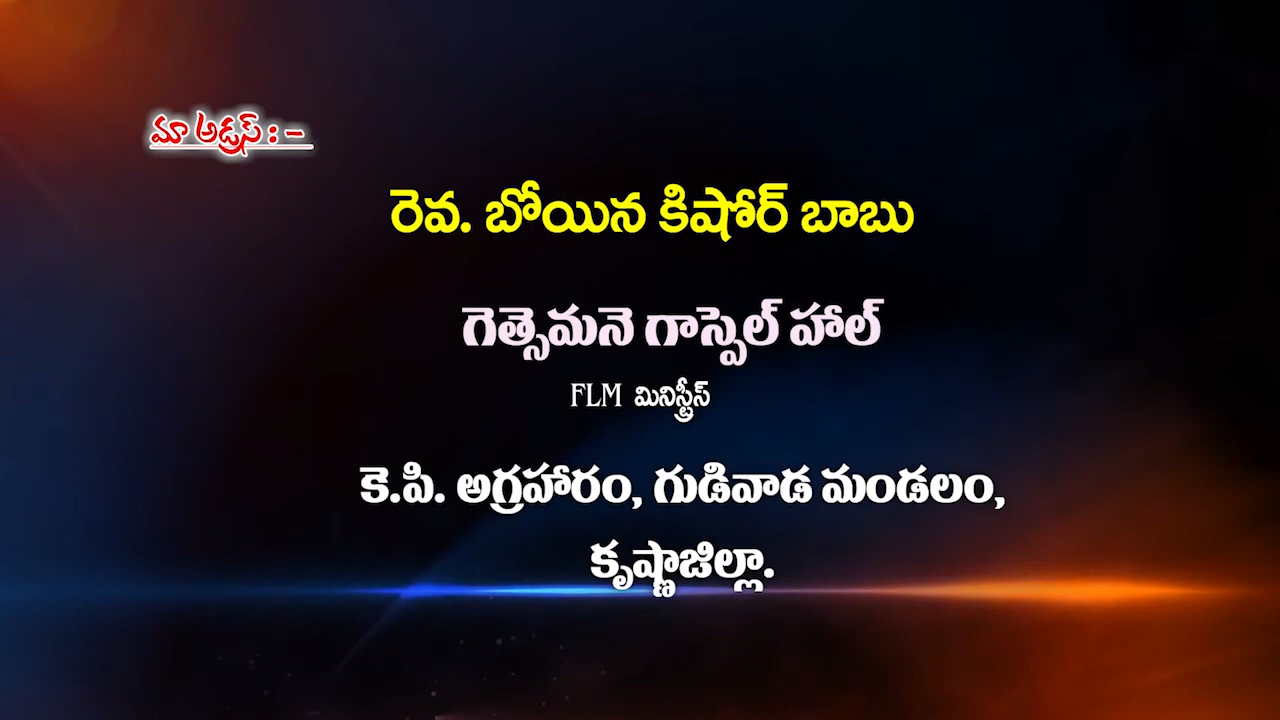 మా అడ్రస్ : -
రెవ. బోయిన కిషోర్ బాబు
గెత్సెమనె గాస్పెల్ హాల్
FLM మినిస్ట్రీస్
కె.పి. అగ్రహారం, గుడివాడ మండలం,
కృష్ణాజిల్లా.